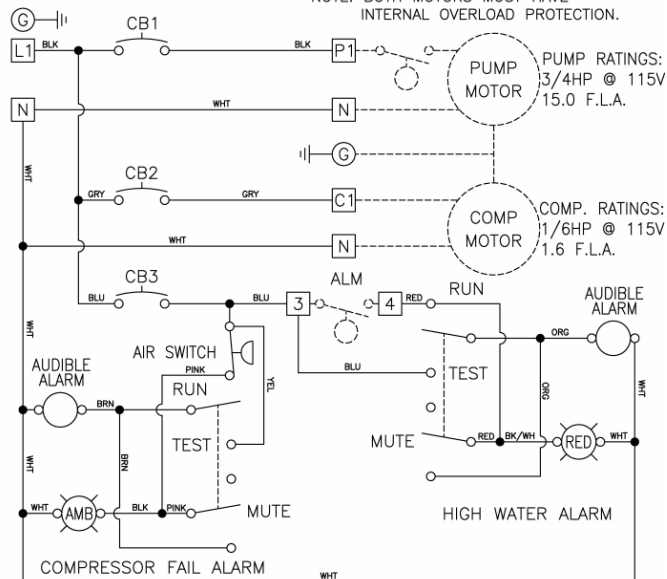 NOTE: BOTH MOTORS MUST HAVE
INTERNAL OVERLOAD PROTECTION.
G
CB1
L1
BLK
BLK
P1
PUMP
MOTOR
PUMP RATINGS:
3/4HP @ 115V
15.0 F.L.A.
N
WHT
N
WHT
G
CB2
GRY
GRY
C1
COMP
MOTOR
COMP. RATINGS:
1/6HP @ 115V
1.6 F.L.A.
WHT
N
CB3
ALM
RUN
BLU
BLU
3
4
RED
AUDIBLE
ALARM
WHT
AIR SWITCH
ORG
PINK
YEL
BLU
TEST
AUDIBLE
ALARM
RUN
ORG
WHT
BRN
TEST
MUTE
RED
BK/WH
RED
WHT
BRN
WHT
WHT
AMB
BLK
PINK
MUTE
HIGH WATER ALARM
COMPRESSOR FAIL ALARM
WHT